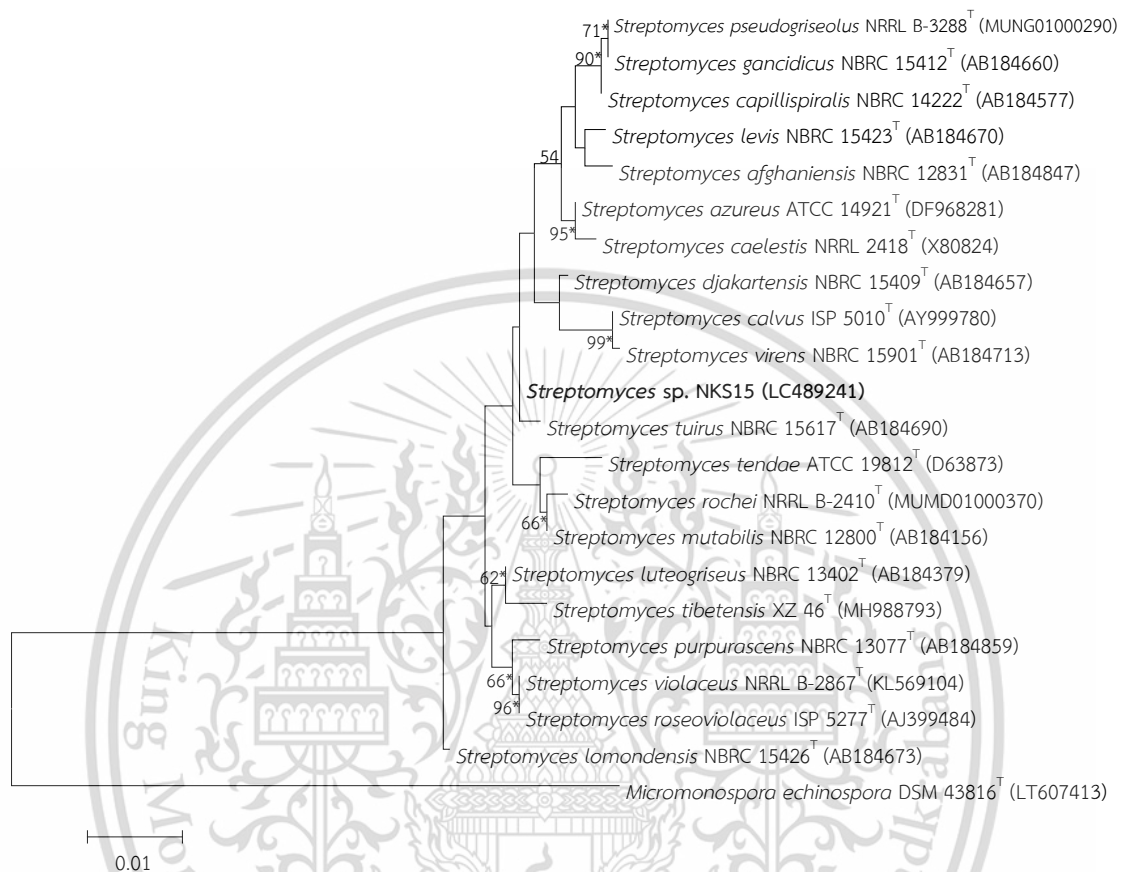 71* Streptomyces pseudogriseolus NRRL B-3288ᵀ (MUNG01000290)
90* Streptomyces gancidicus NBRC 15412ᵀ (AB184660)
Streptomyces capillispiralis NBRC 14222ᵀ (AB184577)
Streptomyces levis NBRC 15423ᵀ (AB184670)
54
Streptomyces afghaniensis NBRC 12831ᵀ (AB184847)
Streptomyces azureus ATCC 14921ᵀ (DF968281)
95* Streptomyces caelestis NRRL 2418ᵀ (X80824)
Streptomyces djakartensis NBRC 15409ᵀ (AB184657)
Streptomyces calvus ISP 5010ᵀ (AY999780)
99* Streptomyces virens NBRC 15901ᵀ (AB184713)
Streptomyces sp. NKS15 (LC489241)
Streptomyces tuirus NBRC 15617ᵀ (AB184690)
Streptomyces tendae ATCC 19812ᵀ (D63873)
Streptomyces rochei NRRL B-2410ᵀ (MUMD01000370)
66* Streptomyces mutabilis NBRC 12800ᵀ (AB184156)
62* Streptomyces luteogriseus NBRC 13402ᵀ (AB184379)
Streptomyces tibetensis XZ 46ᵀ (MH988793)
Streptomyces purpurascens NBRC 13077ᵀ (AB184859)
66* Streptomyces violaceus NRRL B-2867ᵀ (KL569104)
96* Streptomyces roseoviolaceus ISP 5277ᵀ (AJ399484)
Streptomyces lomondensis NBRC 15426ᵀ (AB184673)
Micromonospora echinospora DSM 43816ᵀ (LT607413)
0.01
King Mo